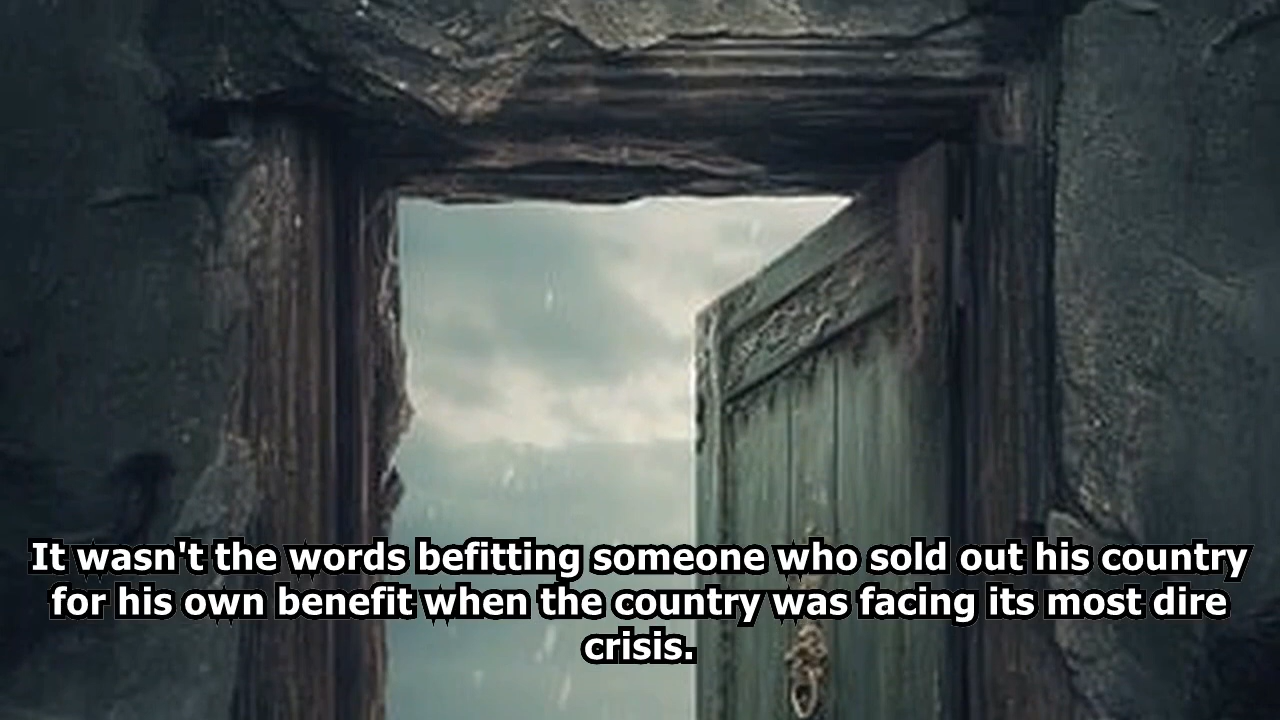 It wasn't the words befitting someone who sold out his country
for his own benefit when the country was facing its most dire
crisis.